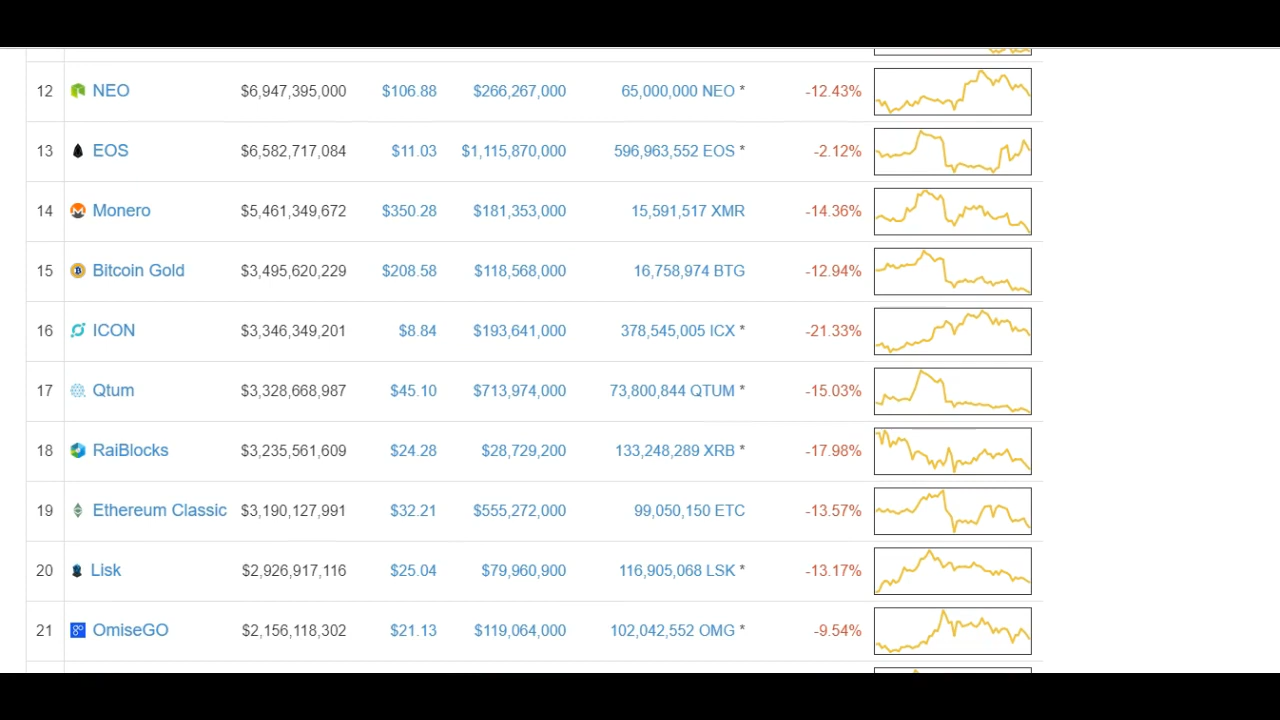 12 NEO $6,947,395,000 $106.88 $266,267,000 65,000,000 NEO * -12.43%
13 EOS $6,582,717,084 $11.03 $1,115,870,000 596,963,552 EOS * -2.12%
14 Monero $5,461,349,672 $350.28 $181,353,000 15,591,517 XMR -14.36%
15 Bitcoin Gold $3,495,620,229 $208.58 $118,568,000 16,758,974 BTG -12.94%
16 ICON $3,346,349,201 $8.84 $193,641,000 378,545,005 ICX * -21.33%
17 Qtum $3,328,668,987 $45.10 $713,974,000 73,800,844 QTUM * -15.03%
18 RaiBlocks $3,235,561,609 $24.28 $28,729,200 133,248,289 XRB * -17.98%
19 Ethereum Classic $3,190,127,991 $32.21 $555,272,000 99,050,150 ETC -13.57%
20 Lisk $2,926,917,116 $25.04 $79,960,900 116,905,068 LSK * -13.17%
21 OmiseGO $2,156,118,302 $21.13 $119,064,000 102,042,552 OMG * -9.54%